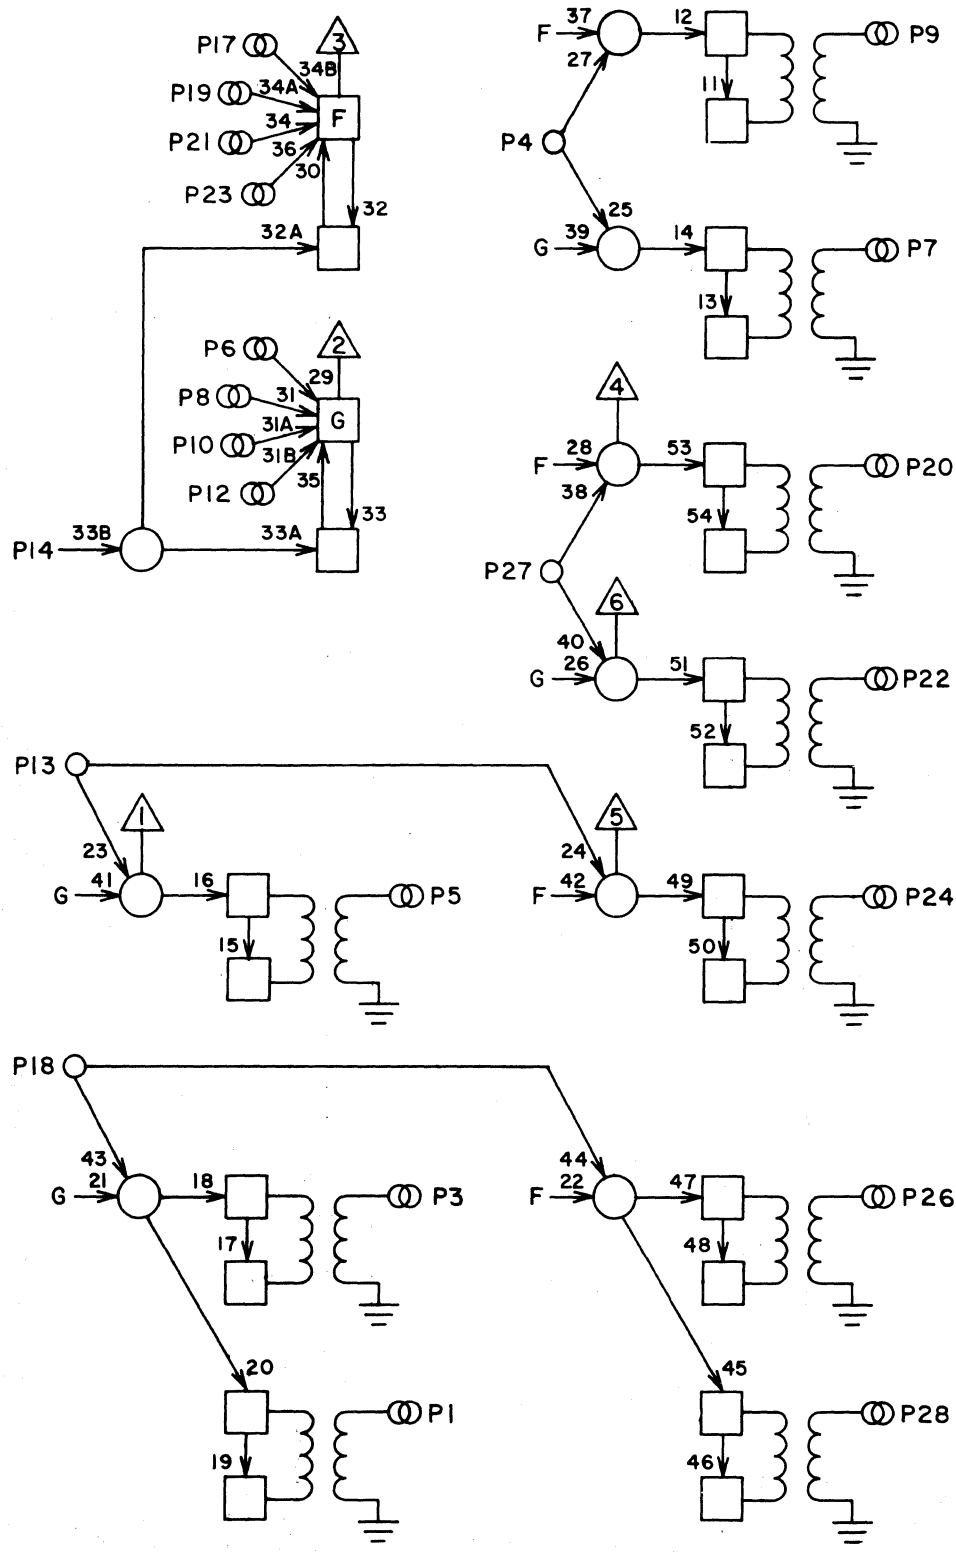 P17
3
34B
P19
34A
F
34
P21
36
P23
30
32
32A
P6
2
29
P8
31
G
31A
P10
31B
P12
35
33
33A
P14
33B
F
37
27
12
P9
11
P4
25
G
39
14
P7
13
4
F
28
38
53
P20
54
P27
6
40
G
26
51
P22
52
P13
1
23
G
41
16
P5
15
5
24
F
42
49
P24
50
P18
43
G
21
18
P3
17
20
P1
19
44
F
22
47
P26
48
45
P28
46